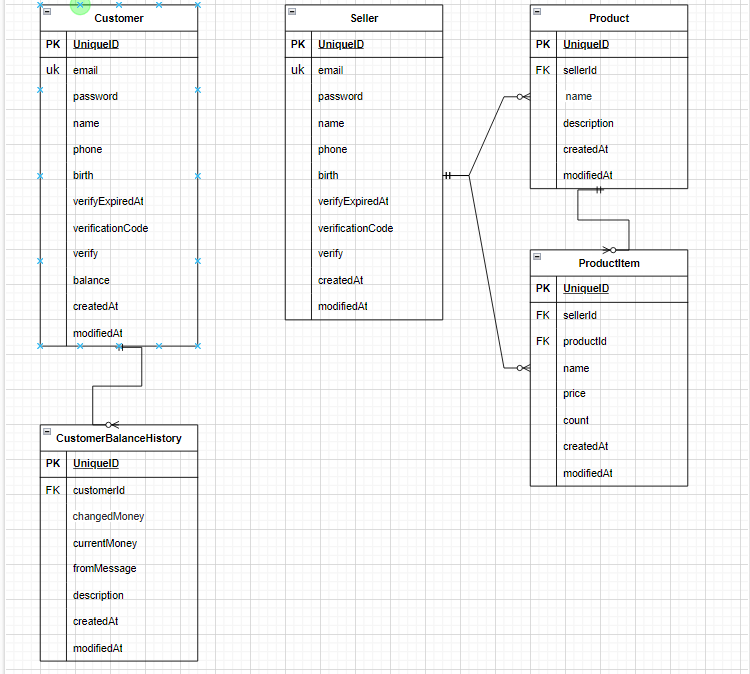 Customer
PK UniqueID
uk email
password
name
phone
birth
verifyExpiredAt
verificationCode
verify
balance
createdAt
modifiedAt
Seller
PK UniqueID
uk email
password
name
phone
birth
verifyExpiredAt
verificationCode
verify
createdAt
modifiedAt
Product
PK UniqueID
FK sellerId
name
description
createdAt
modifiedAt
ProductItem
PK UniqueID
FK sellerId
FK productId
name
price
count
createdAt
modifiedAt
CustomerBalanceHistory
PK UniqueID
FK customerId
changedMoney
currentMoney
fromMessage
description
createdAt
modifiedAt